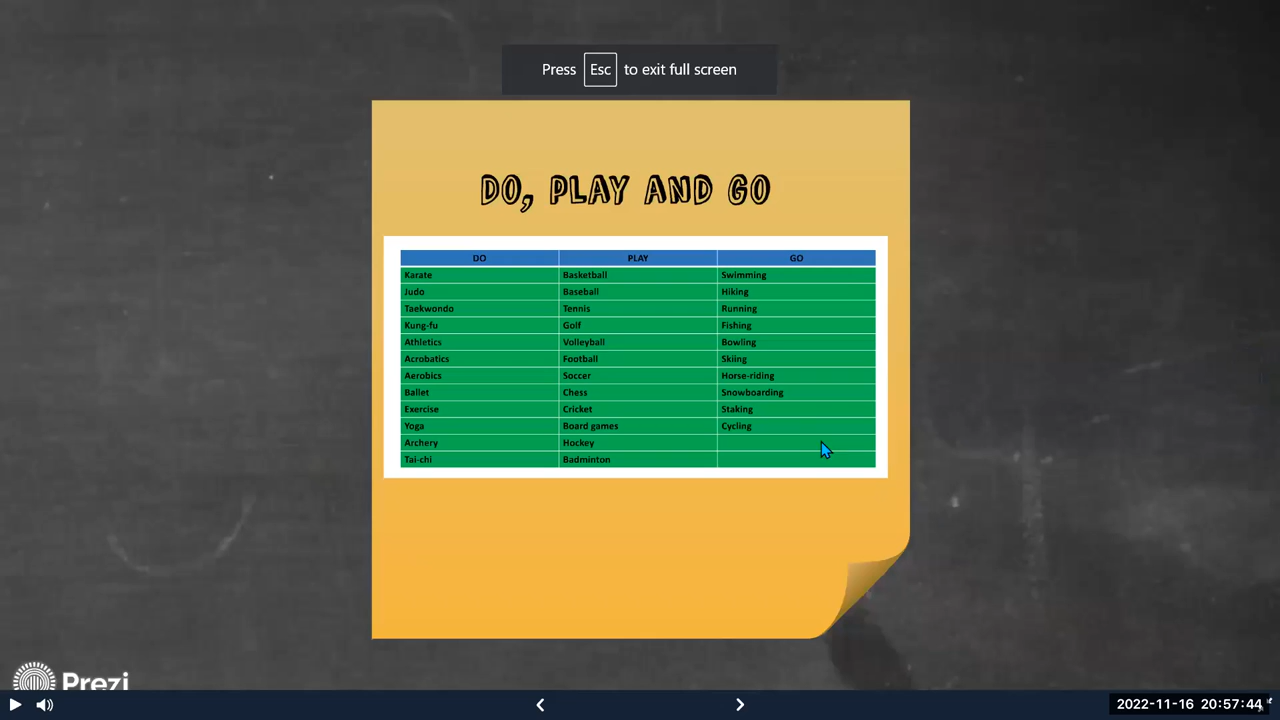 Press Esc to exit full screen
DO, PLAY AND GO
DO PLAY GO
Karate Basketball Swimming
Judo Baseball Hiking
Taekwondo Tennis Running
Kung-fu Golf Fishing
Athletics Volleyball Bowling
Acrobatics Football Skiing
Aerobics Soccer Horse-riding
Ballet Chess Snowboarding
Exercise Cricket Staking
Yoga Board games Cycling
Archery Hockey
Tai-chi Badminton
Prezi
2022-11-16 20:57:44